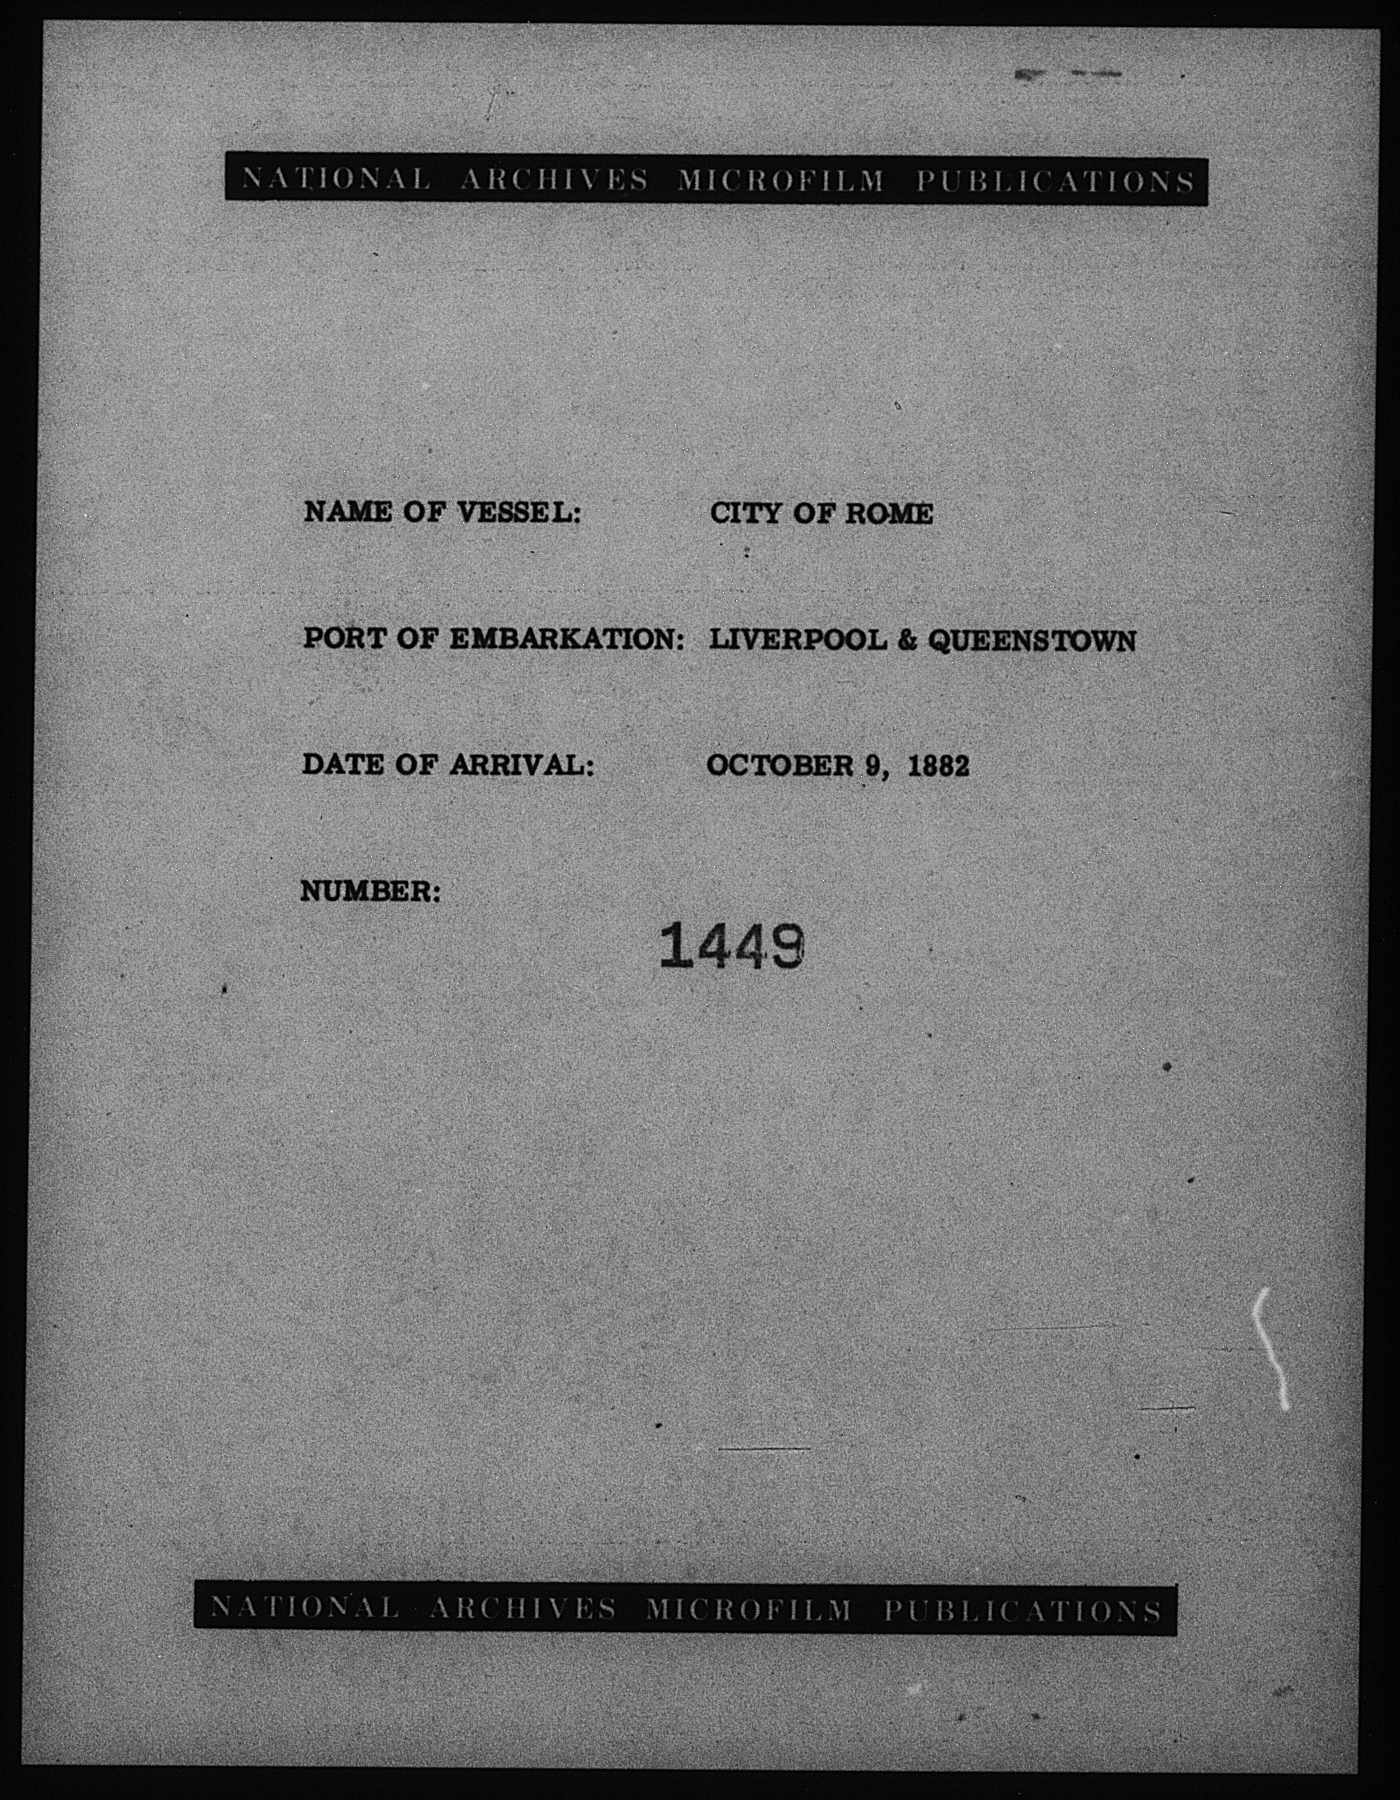 NATIONAL ARCHIVES MICROFILM PUBLICATIONS
NAME OF VESSEL: CITY OF ROME
PORT OF EMBARKATION: LIVERPOOL & QUEENSTOWN
DATE OF ARRIVAL: OCTOBER 9, 1882
NUMBER:
1449
NATIONAL ARCHIVES MICROFILM PUBLICATIONS